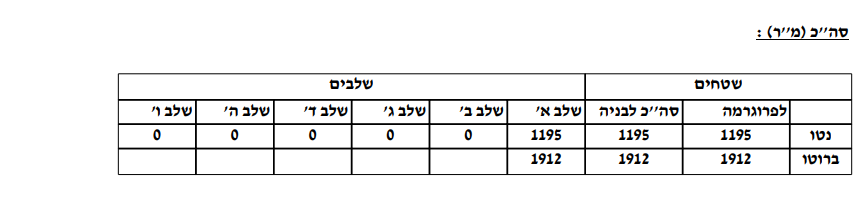 סה''כ (מ''ר) :
שטחים שלבים
לפרוגרמה סה''כ לבניה שלב א' שלב ב' שלב ג' שלב ד' שלב ה' שלב ו'
נטו 1195 1195 1195 0 0 0 0 0
ברוטו 1912 1912 1912